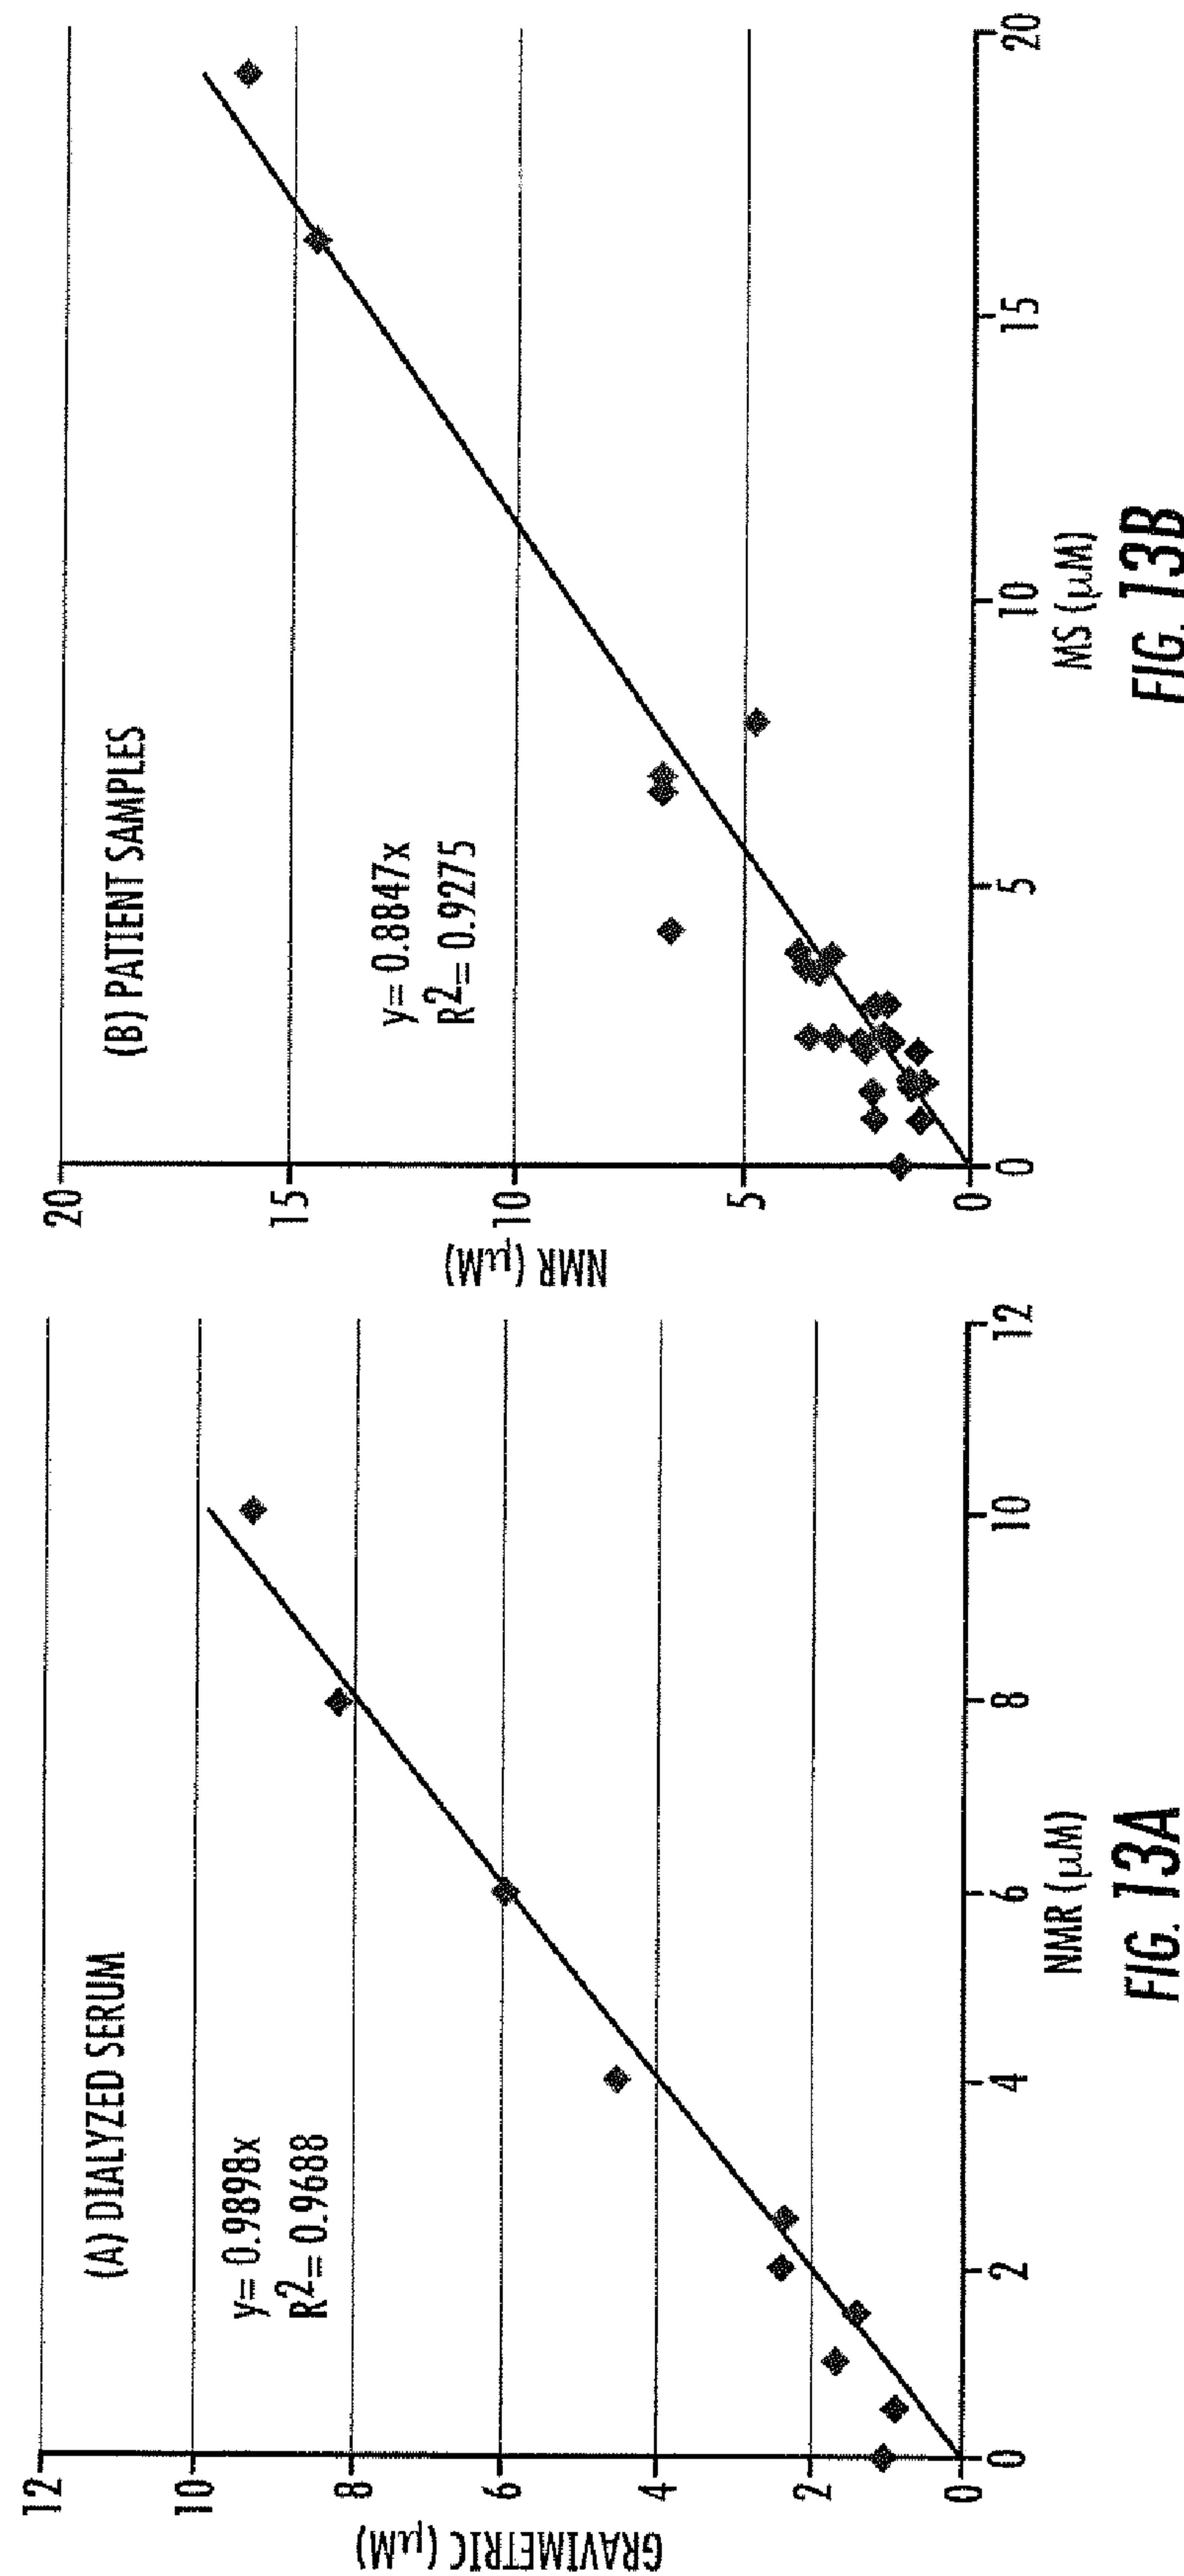 (A) DIALYZED SERUM
y= 0.9898x
R2= 0.9688
GRAVIMETRIC (μM)
12
10
8
6
4
2
0
0 2 4 6 8 10 12
NMR (μM)
FIG. 13A
(B) PATIENT SAMPLES
y= 0.8847x
R2= 0.9275
NMR (μM)
20
15
10
5
0
0 5 10 15 20
MS (μM)
FIG. 13B